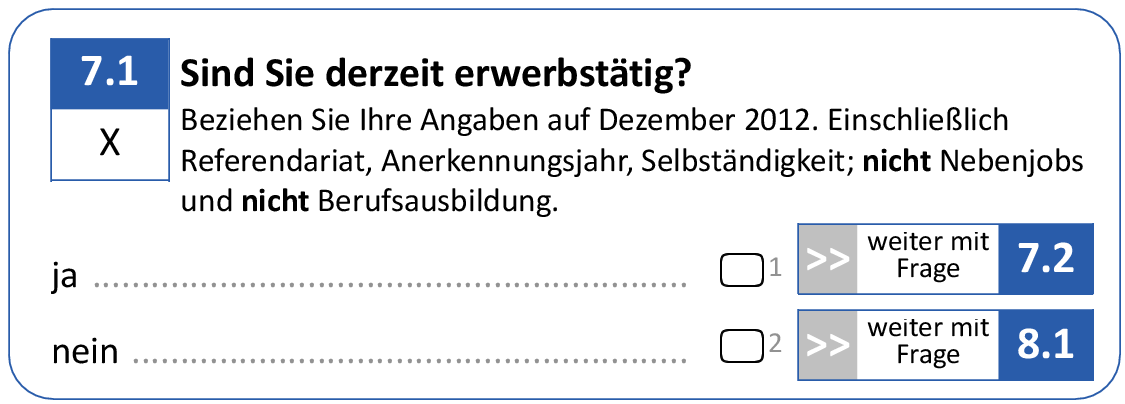 7.1
X
Sind Sie derzeit erwerbstätig?
Beziehen Sie Ihre Angaben auf Dezember 2012. Einschließlich
Referendariat, Anerkennungsjahr, Selbständigkeit; nicht Nebenjobs
und nicht Berufsausbildung.
ja ................................................ 1 >> weiter mit Frage 7.2
nein ............................................. 2 >> weiter mit Frage 8.1